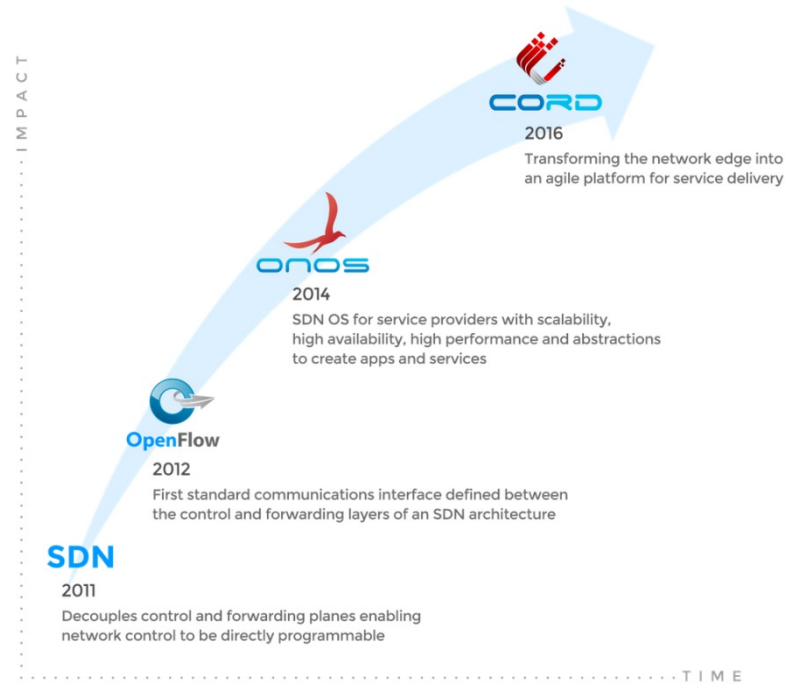 IMPACT
CORD
2016
Transforming the network edge into
an agile platform for service delivery
onos
2014
SDN OS for service providers with scalability,
high availability, high performance and abstractions
to create apps and services
OpenFlow
2012
First standard communications interface defined between
the control and forwarding layers of an SDN architecture
SDN
2011
Decouples control and forwarding planes enabling
network control to be directly programmable
TIME